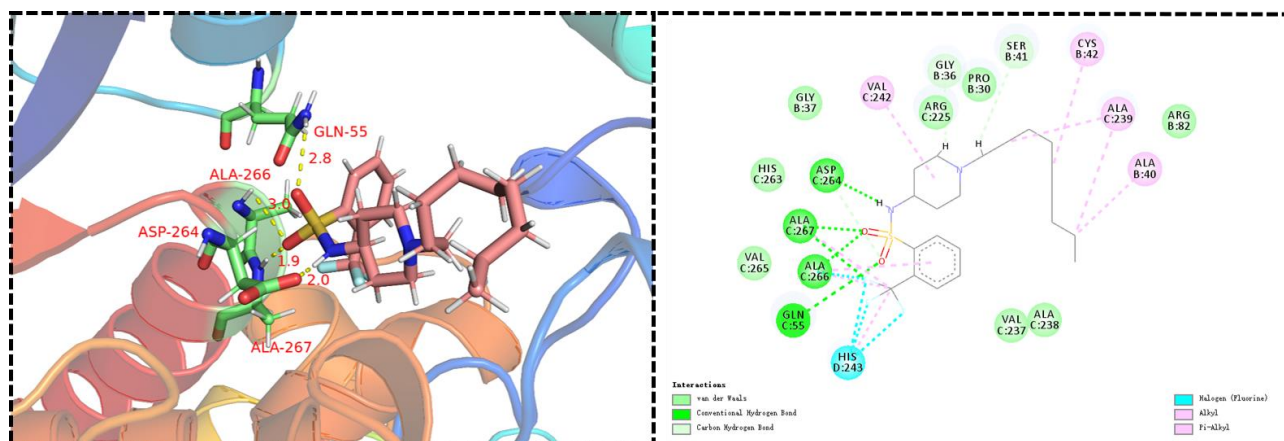 GLN-55
2.8
ALA-266
3.0
ASP-264
1.9
2.0
ALA-267
SER
B:41
CYS
B:42
GLY
B:36
PRO
B:30
VAL
C:242
GLY
B:37
ARG
C:225
ALA
C:239
ARG
B:82
HIS
C:263
ASP
C:264
ALA
B:40
H
H
N
H
N
ALA
C:267
O
S
O
VAL
C:265
ALA
C:266
GLN
C:55
VAL
C:237
ALA
C:238
HIS
D:243
Interactions
van der Waals
Conventional Hydrogen Bond
Carbon Hydrogen Bond
Halogen (Fluorine)
Alkyl
Pi-Alkyl